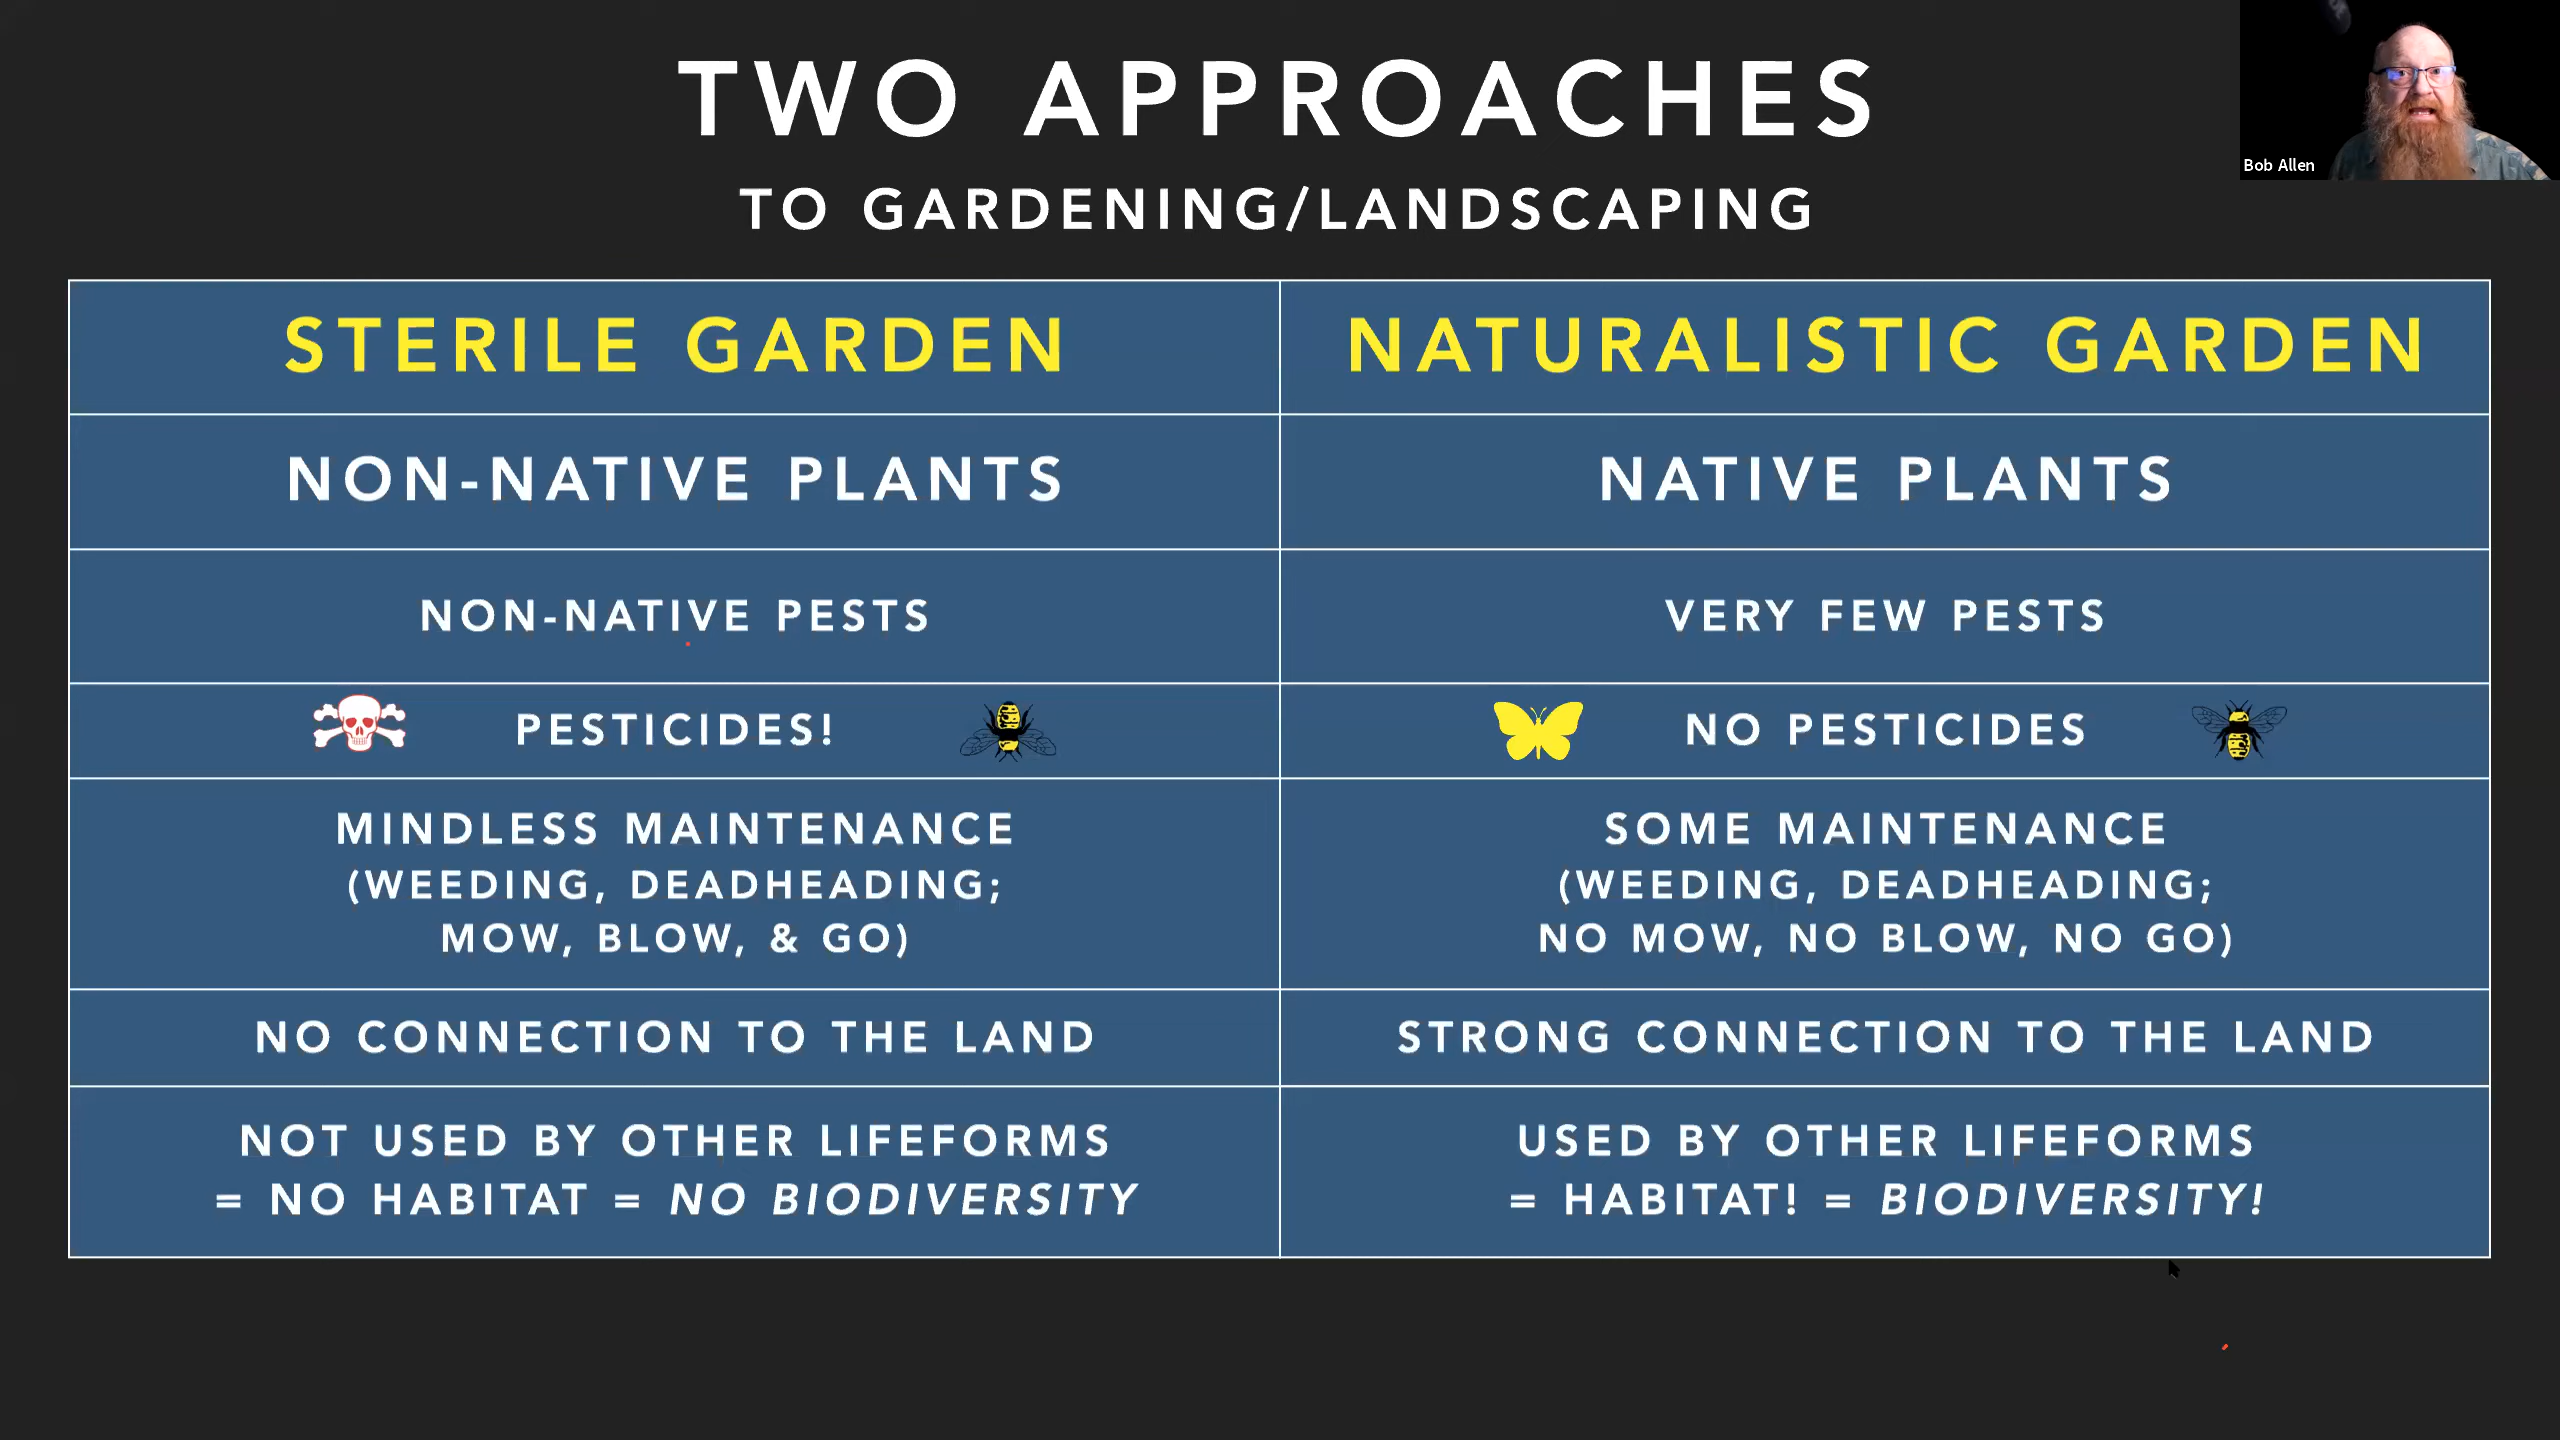 TWO APPROACHES
TO GARDENING/LANDSCAPING
Bob Allen
STERILE GARDEN
NATURALISTIC GARDEN
NON-NATIVE PLANTS
NATIVE PLANTS
NON-NATIVE PESTS
VERY FEW PESTS
PESTICIDES!
NO PESTICIDES
MINDLESS MAINTENANCE
(WEEDING, DEADHEADING;
MOW, BLOW, & GO)
SOME MAINTENANCE
(WEEDING, DEADHEADING;
NO MOW, NO BLOW, NO GO)
NO CONNECTION TO THE LAND
STRONG CONNECTION TO THE LAND
NOT USED BY OTHER LIFEFORMS
= NO HABITAT = NO BIODIVERSITY
USED BY OTHER LIFEFORMS
= HABITAT! = BIODIVERSITY!